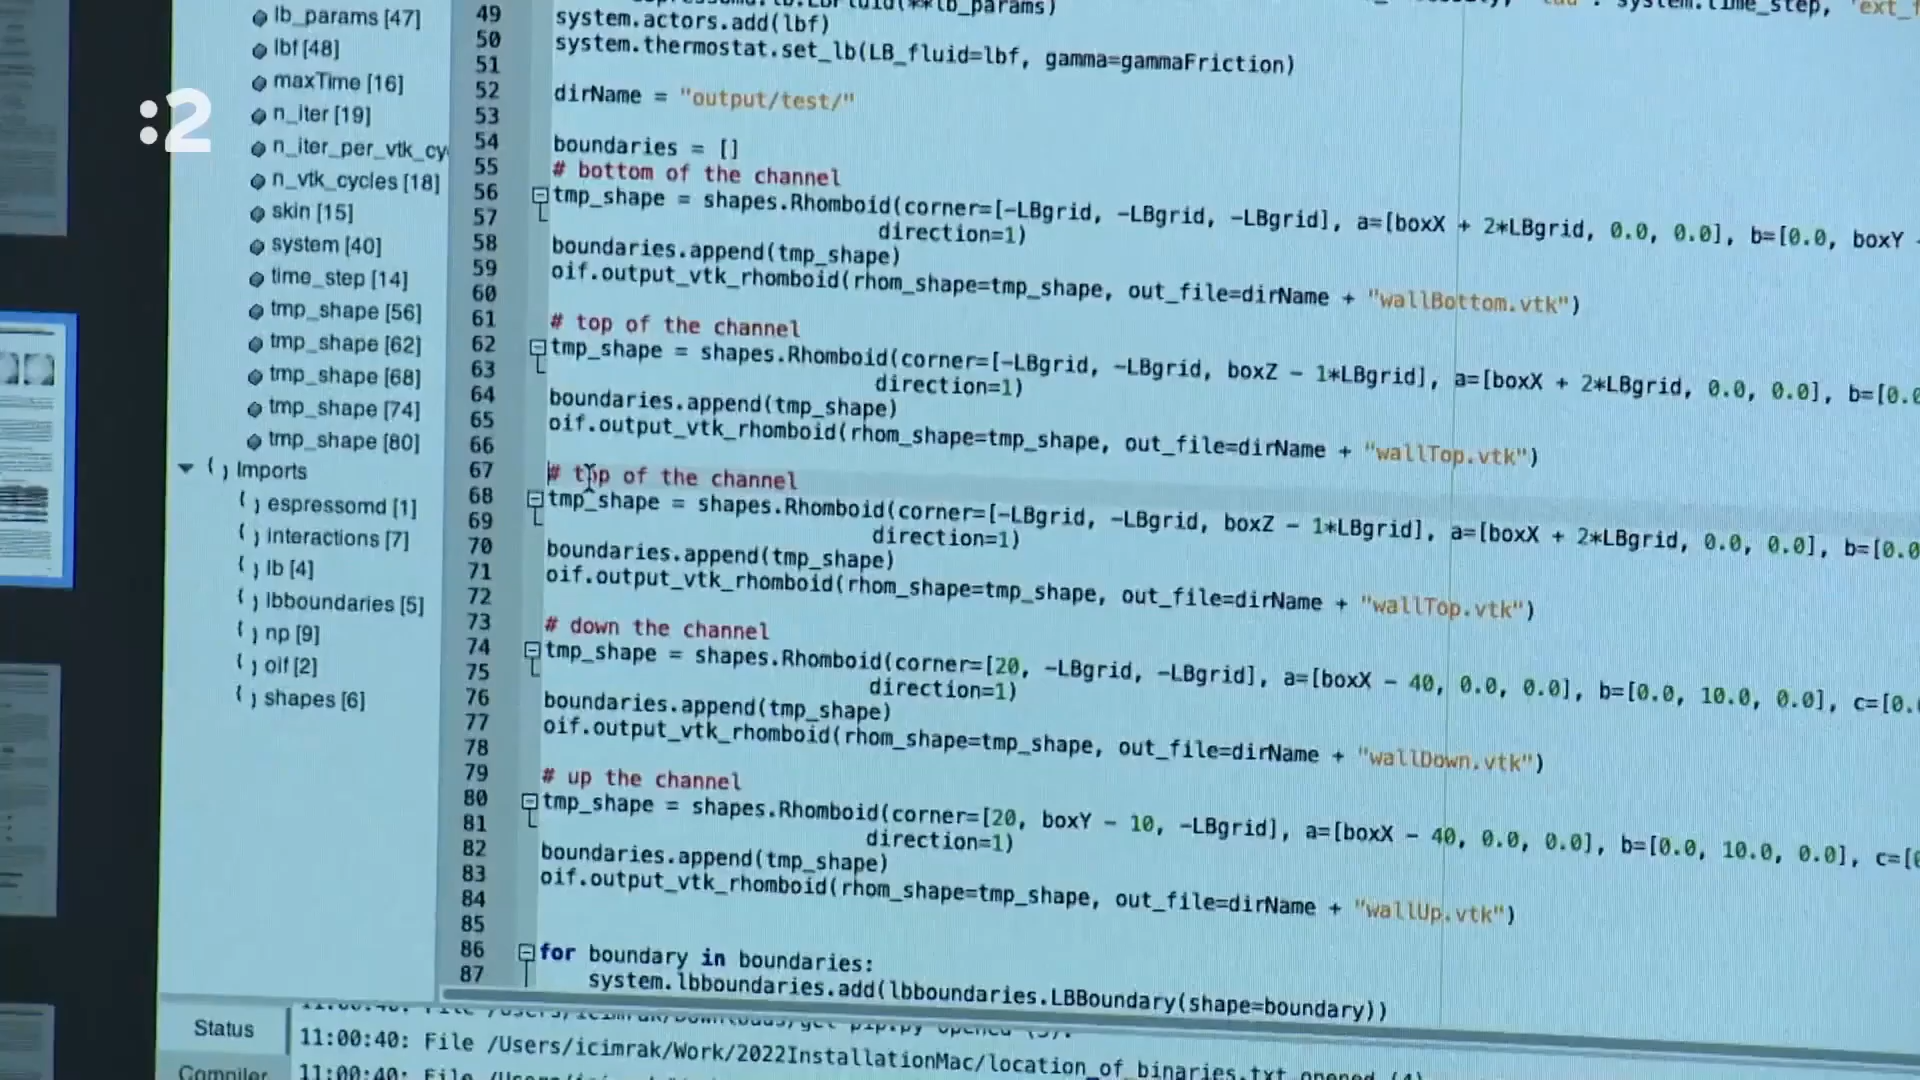 :2
lb_params [47]
lbf [48]
maxTime [16]
n_iter [19]
n_iter_per_vtk_cy
n_vtk_cycles [18]
skin [15]
system [40]
time_step [14]
tmp_shape [56]
tmp_shape [62]
tmp_shape [68]
tmp_shape [74]
tmp_shape [80]
Imports
espressomd [1]
interactions [7]
lb [4]
lbboundaries [5]
np [9]
oif [2]
shapes [6]
49
50 system.actors.add(lbf)
51 system.thermostat.set_lb(LB_fluid=lbf, gamma=gammaFriction)
52 dirName = "output/test/"
53
54 boundaries = []
55 # bottom of the channel
56 tmp_shape = shapes.Rhomboid(corner=[-LBgrid, -LBgrid, -LBgrid], a=[boxX + 2*LBgrid, 0.0, 0.0], b=[0.0, boxY
57 direction=1)
58 boundaries.append(tmp_shape)
59 oif.output_vtk_rhomboid(rhom_shape=tmp_shape, out_file=dirName + "wallBottom.vtk")
60
61 # top of the channel
62 tmp_shape = shapes.Rhomboid(corner=[-LBgrid, -LBgrid, boxZ - 1*LBgrid], a=[boxX + 2*LBgrid, 0.0, 0.0], b=[0.0
63 direction=1)
64 boundaries.append(tmp_shape)
65 oif.output_vtk_rhomboid(rhom_shape=tmp_shape, out_file=dirName + "wallTop.vtk")
66
67 # top of the channel
68 tmp_shape = shapes.Rhomboid(corner=[-LBgrid, -LBgrid, boxZ - 1*LBgrid], a=[boxX + 2*LBgrid, 0.0, 0.0], b=[0.0
69 direction=1)
70 boundaries.append(tmp_shape)
71 oif.output_vtk_rhomboid(rhom_shape=tmp_shape, out_file=dirName + "wallTop.vtk")
72
73 # down the channel
74 tmp_shape = shapes.Rhomboid(corner=[20, -LBgrid, -LBgrid], a=[boxX - 40, 0.0, 0.0], b=[0.0, 10.0, 0.0], c=[0.
75 direction=1)
76 boundaries.append(tmp_shape)
77 oif.output_vtk_rhomboid(rhom_shape=tmp_shape, out_file=dirName + "wallDown.vtk")
78
79 # up the channel
80 tmp_shape = shapes.Rhomboid(corner=[20, boxY - 10, -LBgrid], a=[boxX - 40, 0.0, 0.0], b=[0.0, 10.0, 0.0], c=[
81 direction=1)
82 boundaries.append(tmp_shape)
83 oif.output_vtk_rhomboid(rhom_shape=tmp_shape, out_file=dirName + "wallUp.vtk")
84
85
86 for boundary in boundaries:
87 system.lbboundaries.add(lbboundaries.LBBoundary(shape=boundary))
Status
11:00:40: File /Users/icimrak/Work/2022InstallationMac/location_of_binaries.txt opened (4)
Compiler
11:00:40: File